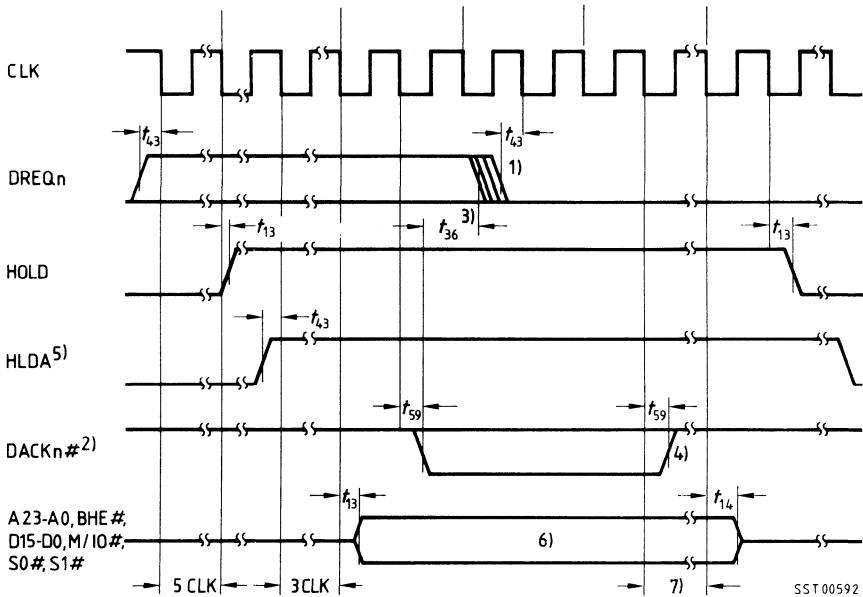 CLK
t43
t43
DREQn
1)
3)
t13
t36
t13
HOLD
t43
HLDA5)
t59
t59
DACKn#2)
4)
t13
t14
A23-A0, BHE#,
D15-D0, M/IO#,
S0#, S1#
6)
5 CLK
3CLK
7)
SST00592